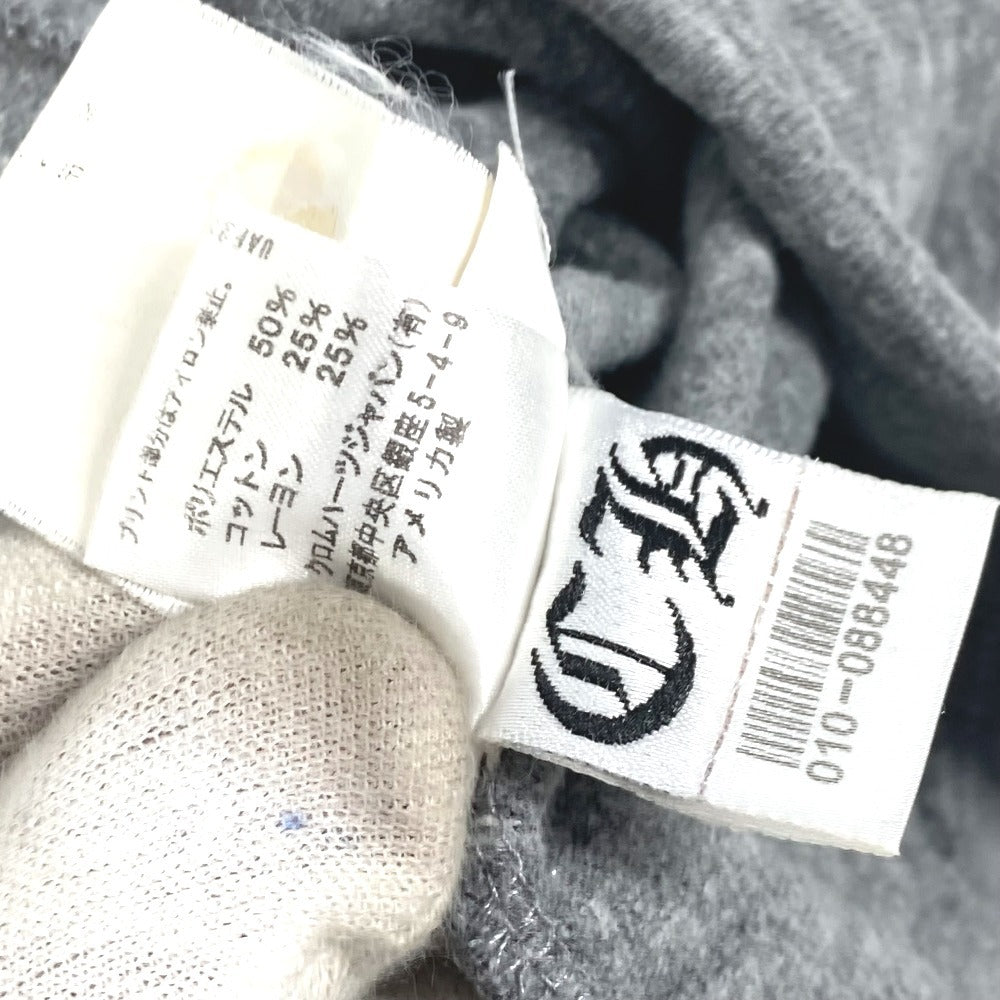 プリント部分はアイロン禁止。
ポリエステル 50%
コットン 25%
レーヨン 25%
クロムハーツジャパン(有)
東京都中央区銀座5-4-9
アメリカ製
CH
010-088448